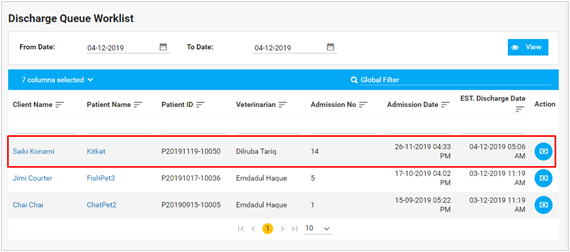 Discharge Queue Worklist
From Date: 04-12-2019 To Date: 04-12-2019 View
7 columns selected Global Filter
Client Name Patient Name Patient ID Veterinarian Admission No Admission Date EST. Discharge Date Action
Saiki Konami Kitkat P20191119-10050 Dilruba Tariq 14 26-11-2019 04:33 PM 04-12-2019 05:06 AM
Jimi Courter FishPet3 P20191017-10036 Emdadul Haque 5 17-10-2019 04:02 PM 03-12-2019 11:19 AM
Chai Chai ChatPet2 P20190915-10005 Emdadul Haque 1 15-09-2019 05:22 PM 03-12-2019 11:19 AM
1 10